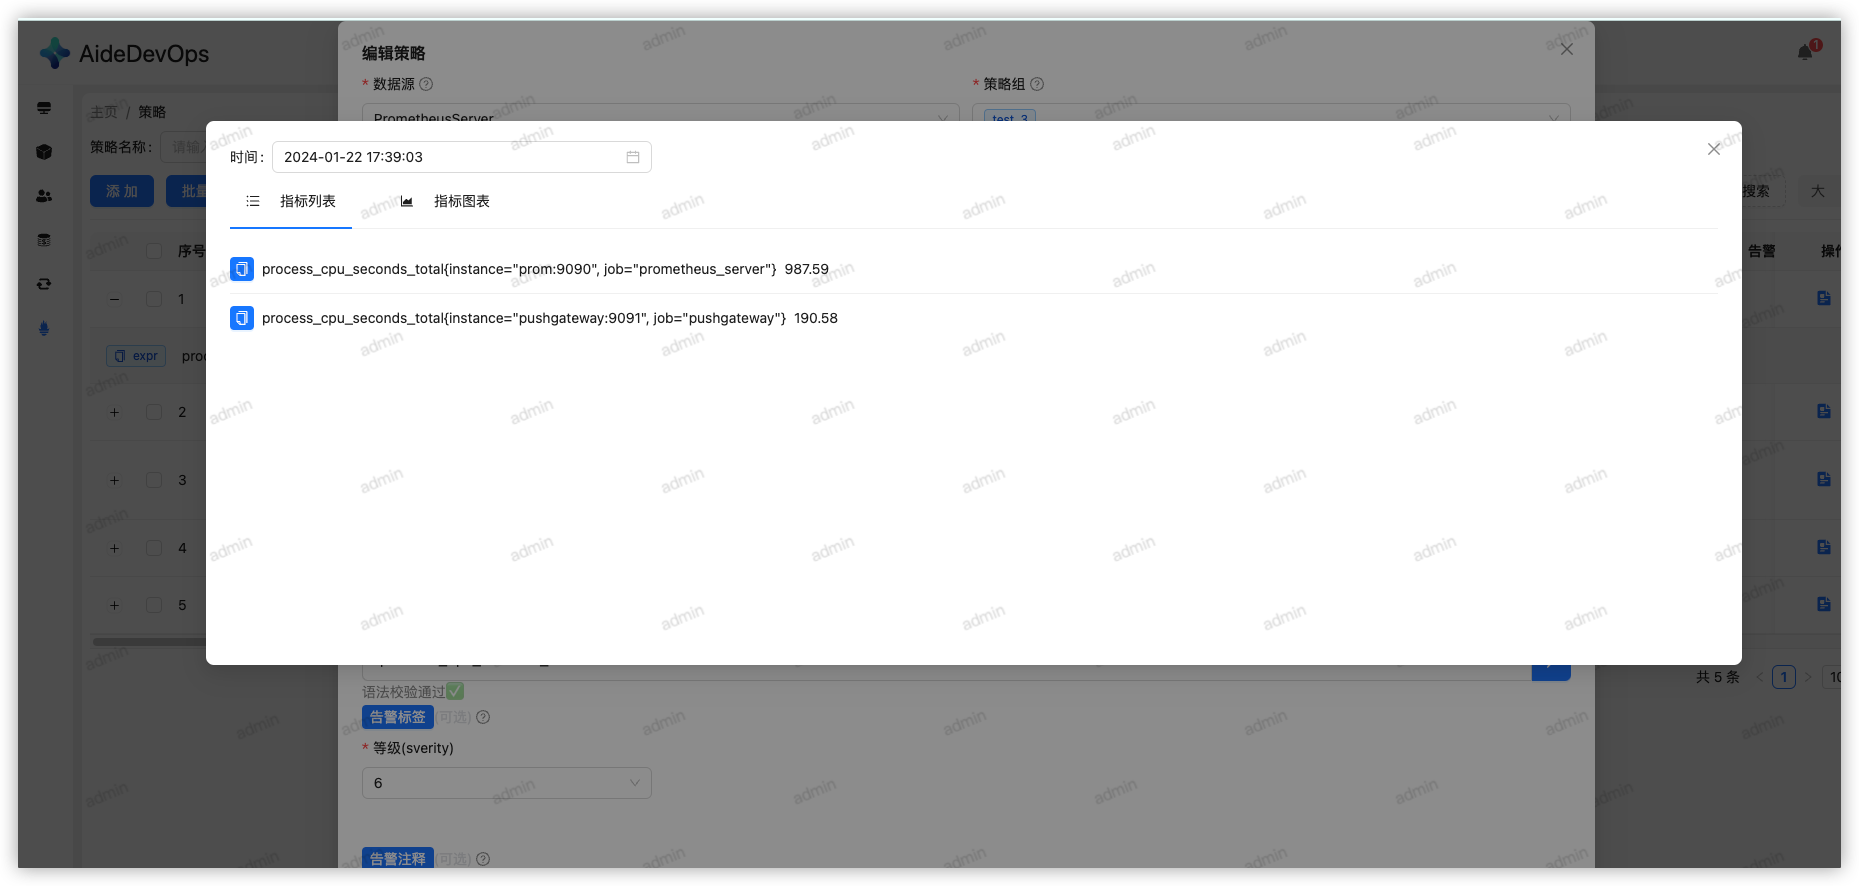 AideDevOps
编辑策略
1
* 数据源
* 策略组
PrometheusServer
test_3
主页 / 策略
策略名称:
请输入
添 加
批量
搜索
大
序号
告警
操作
时间:
2024-01-22 17:39:03
指标列表
指标图表
process_cpu_seconds_total{instance="prom:9090", job="prometheus_server"} 987.59
process_cpu_seconds_total{instance="pushgateway:9091", job="pushgateway"} 190.58
1
expr
proc
2
3
4
5
共 5 条
1
10
语法校验通过
告警标签(可选)
* 等级(sverity)
6
告警注释(可选)
admin